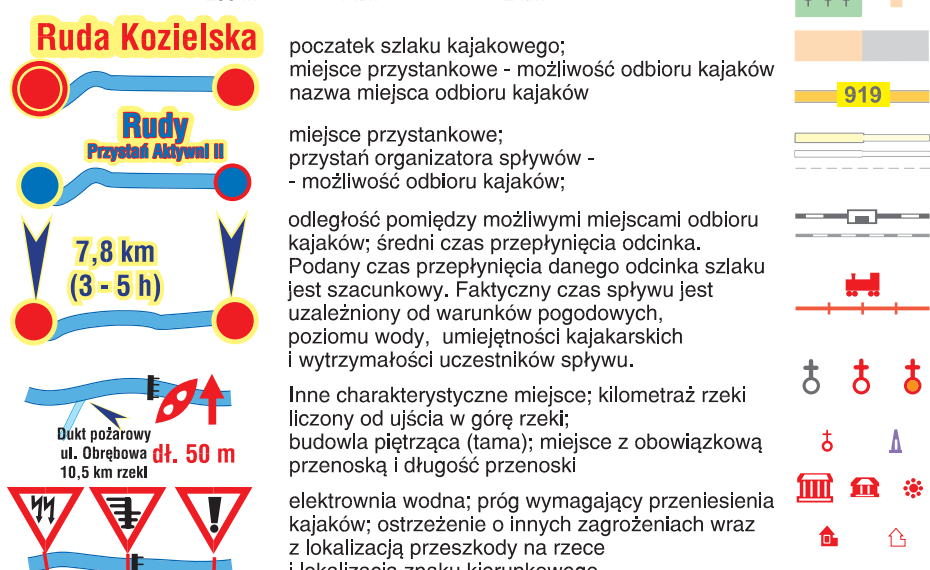 Ruda Kozielska
początek szlaku kajakowego;
miejsce przystankowe - możliwość odbioru kajaków
nazwa miejsca odbioru kajaków
919
Rudy
Przystań Aktywni II
miejsce przystankowe;
przystań organizatora spływów -
- możliwość odbioru kajaków;
7,8 km
(3 - 5 h)
odległość pomiędzy możliwymi miejscami odbioru
kajaków; średni czas przepłynięcia odcinka.
Podany czas przepłynięcia danego odcinka szlaku
jest szacunkowy. Faktyczny czas spływu jest
uzależniony od warunków pogodowych,
poziomu wody, umiejętności kajakarskich
i wytrzymałości uczestników spływu.
Dukt pożarowy
ul. Obrębowa
10,5 km rzeki
dł. 50 m
Inne charakterystyczne miejsce; kilometraż rzeki
liczony od ujścia w górę rzeki;
budowla piętrząca (tama); miejsce z obowiązkową
przenoską i długość przenoski
elektrownia wodna; próg wymagający przeniesienia
kajaków; ostrzeżenie o innych zagrożeniach wraz
z lokalizacją przeszkody na rzece
i lokalizacja znaku kierunkowego